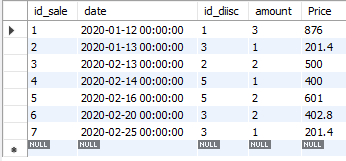 id_sale date id_diisc amount Price
1 2020-01-12 00:00:00 1 3 876
2 2020-01-13 00:00:00 3 1 201.4
3 2020-02-13 00:00:00 2 2 500
4 2020-02-14 00:00:00 5 1 400
5 2020-02-16 00:00:00 5 2 601
6 2020-02-20 00:00:00 3 2 402.8
7 2020-02-25 00:00:00 3 1 201.4
NULL NULL NULL NULL NULL